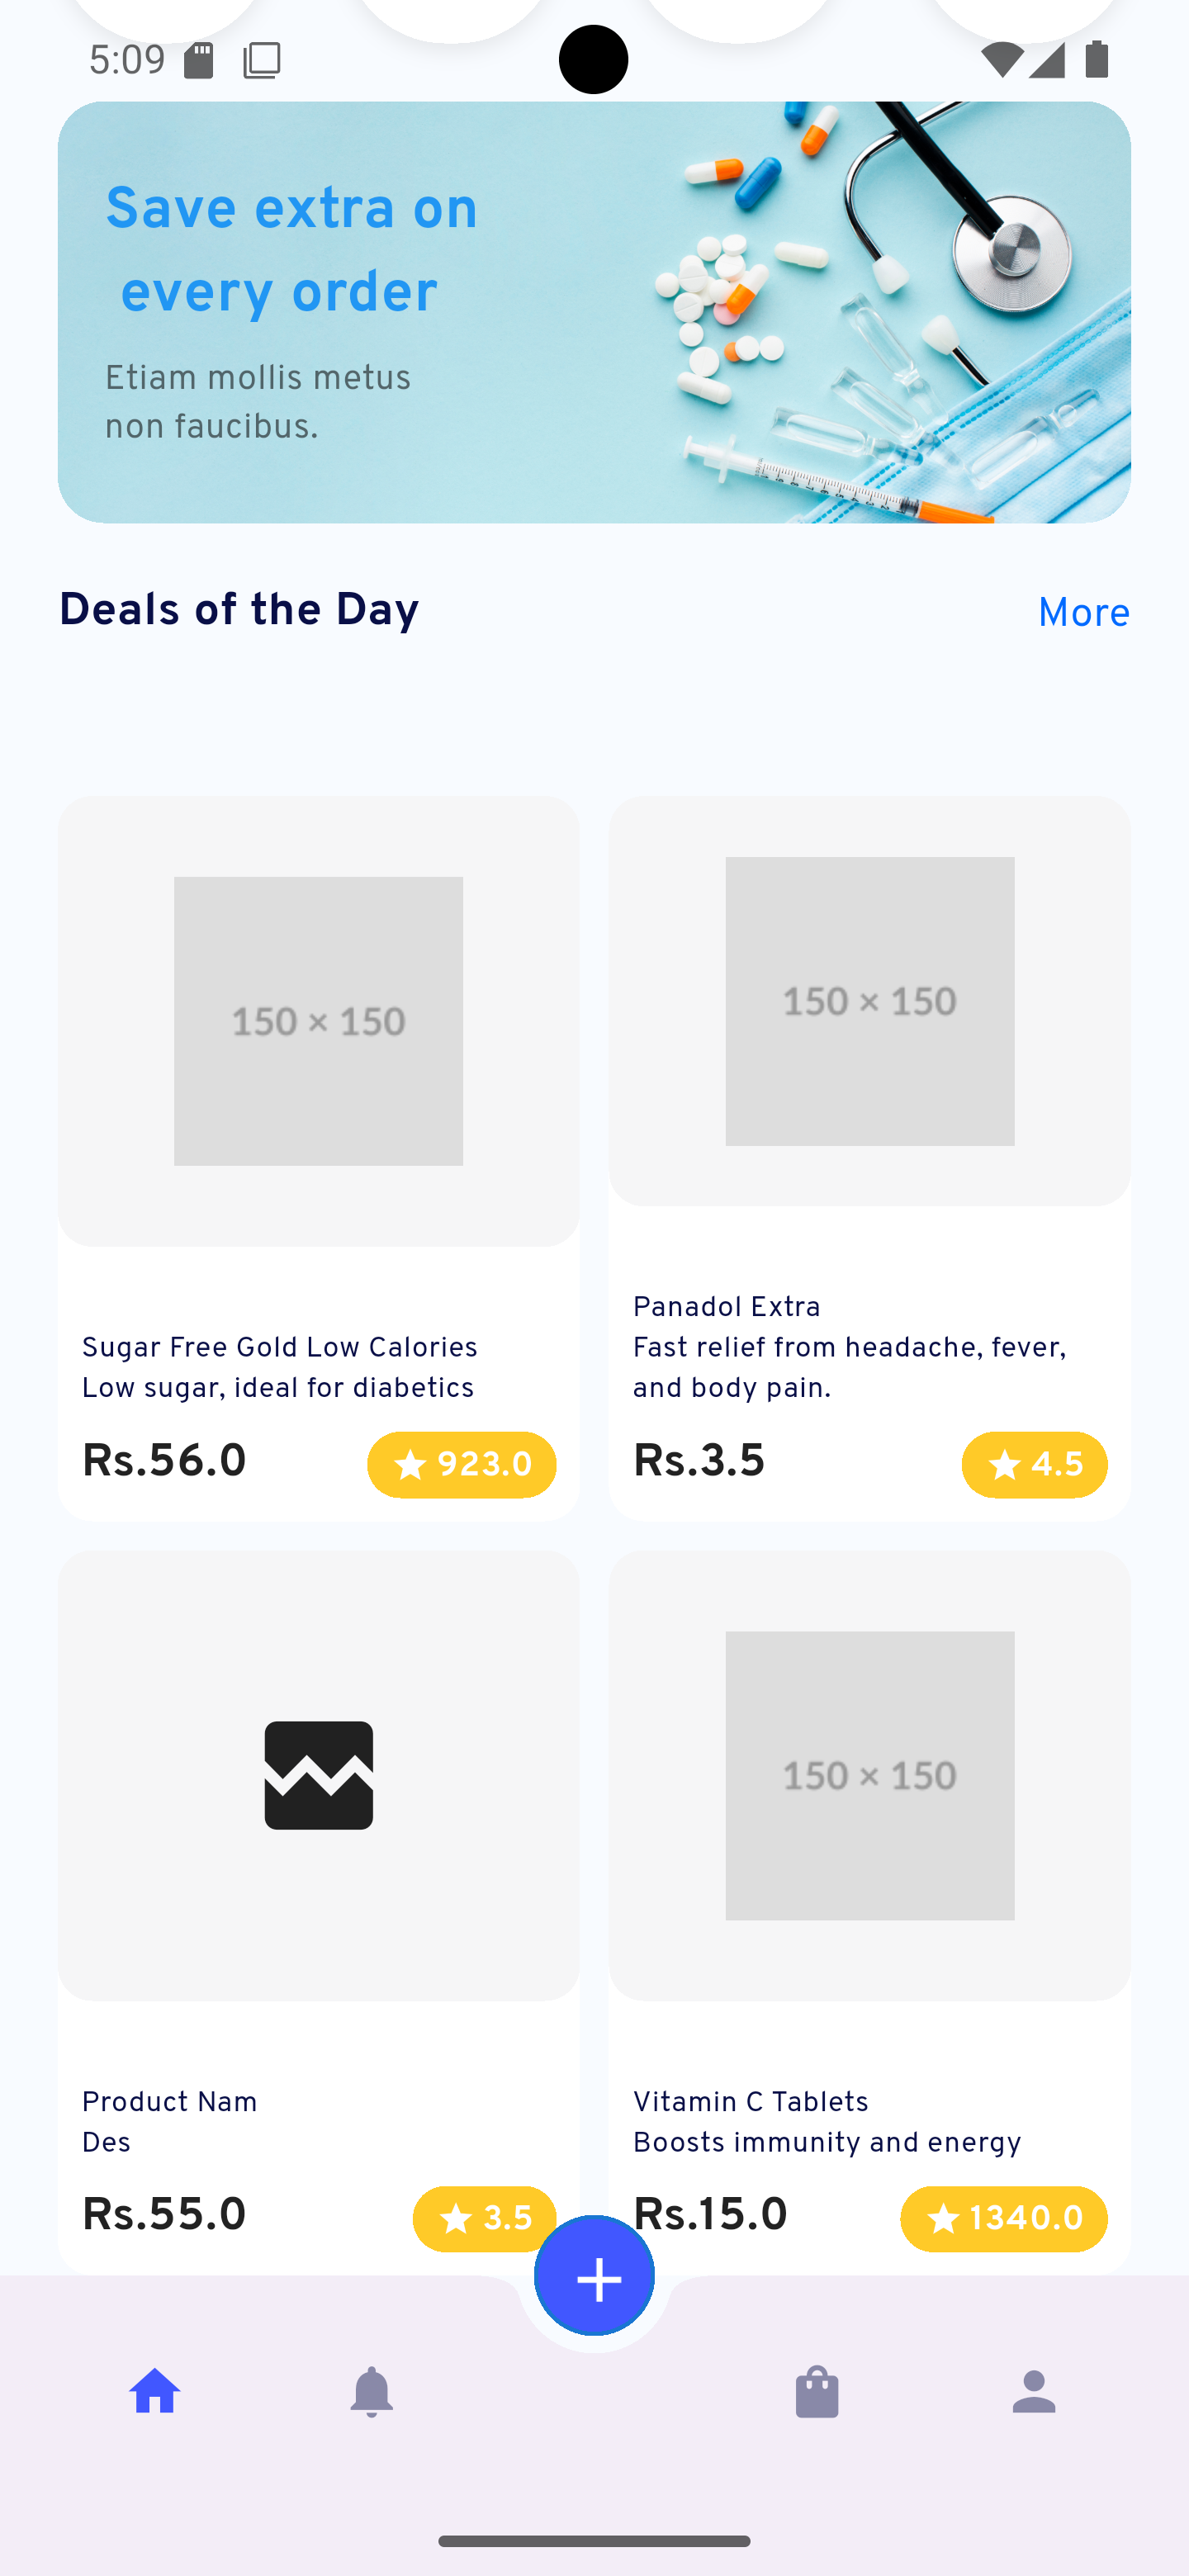 5:09
Save extra on
every order
Etiam mollis metus
non faucibus.
Deals of the Day
More
150 × 150
150 × 150
Sugar Free Gold Low Calories
Low sugar, ideal for diabetics
Rs.56.0
923.0
Panadol Extra
Fast relief from headache, fever,
and body pain.
Rs.3.5
4.5
150 × 150
Product Nam
Des
Rs.55.0
3.5
Vitamin C Tablets
Boosts immunity and energy
Rs.15.0
1340.0